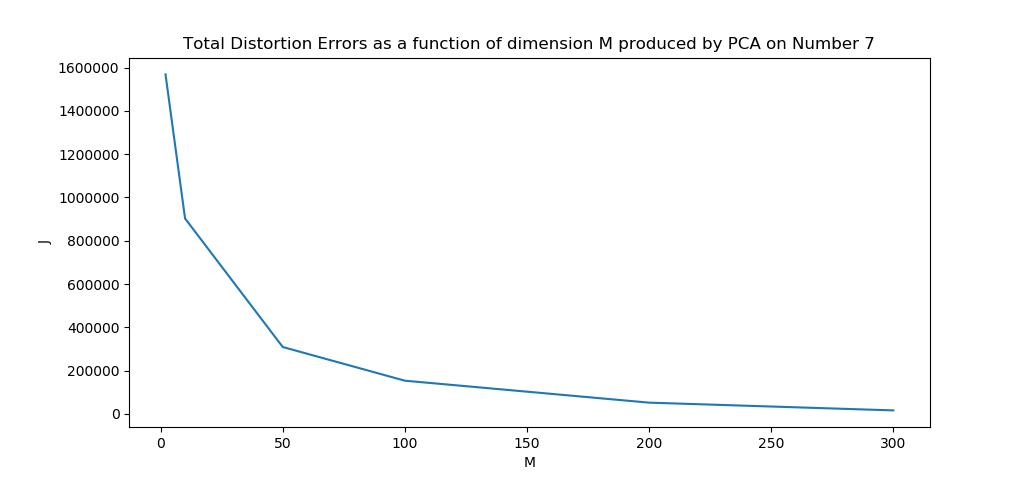 Total Distortion Errors as a function of dimension M produced by PCA on Number 7
1600000
1400000
1200000
1000000
800000
600000
400000
200000
0
J
0 50 100 150 200 250 300
M